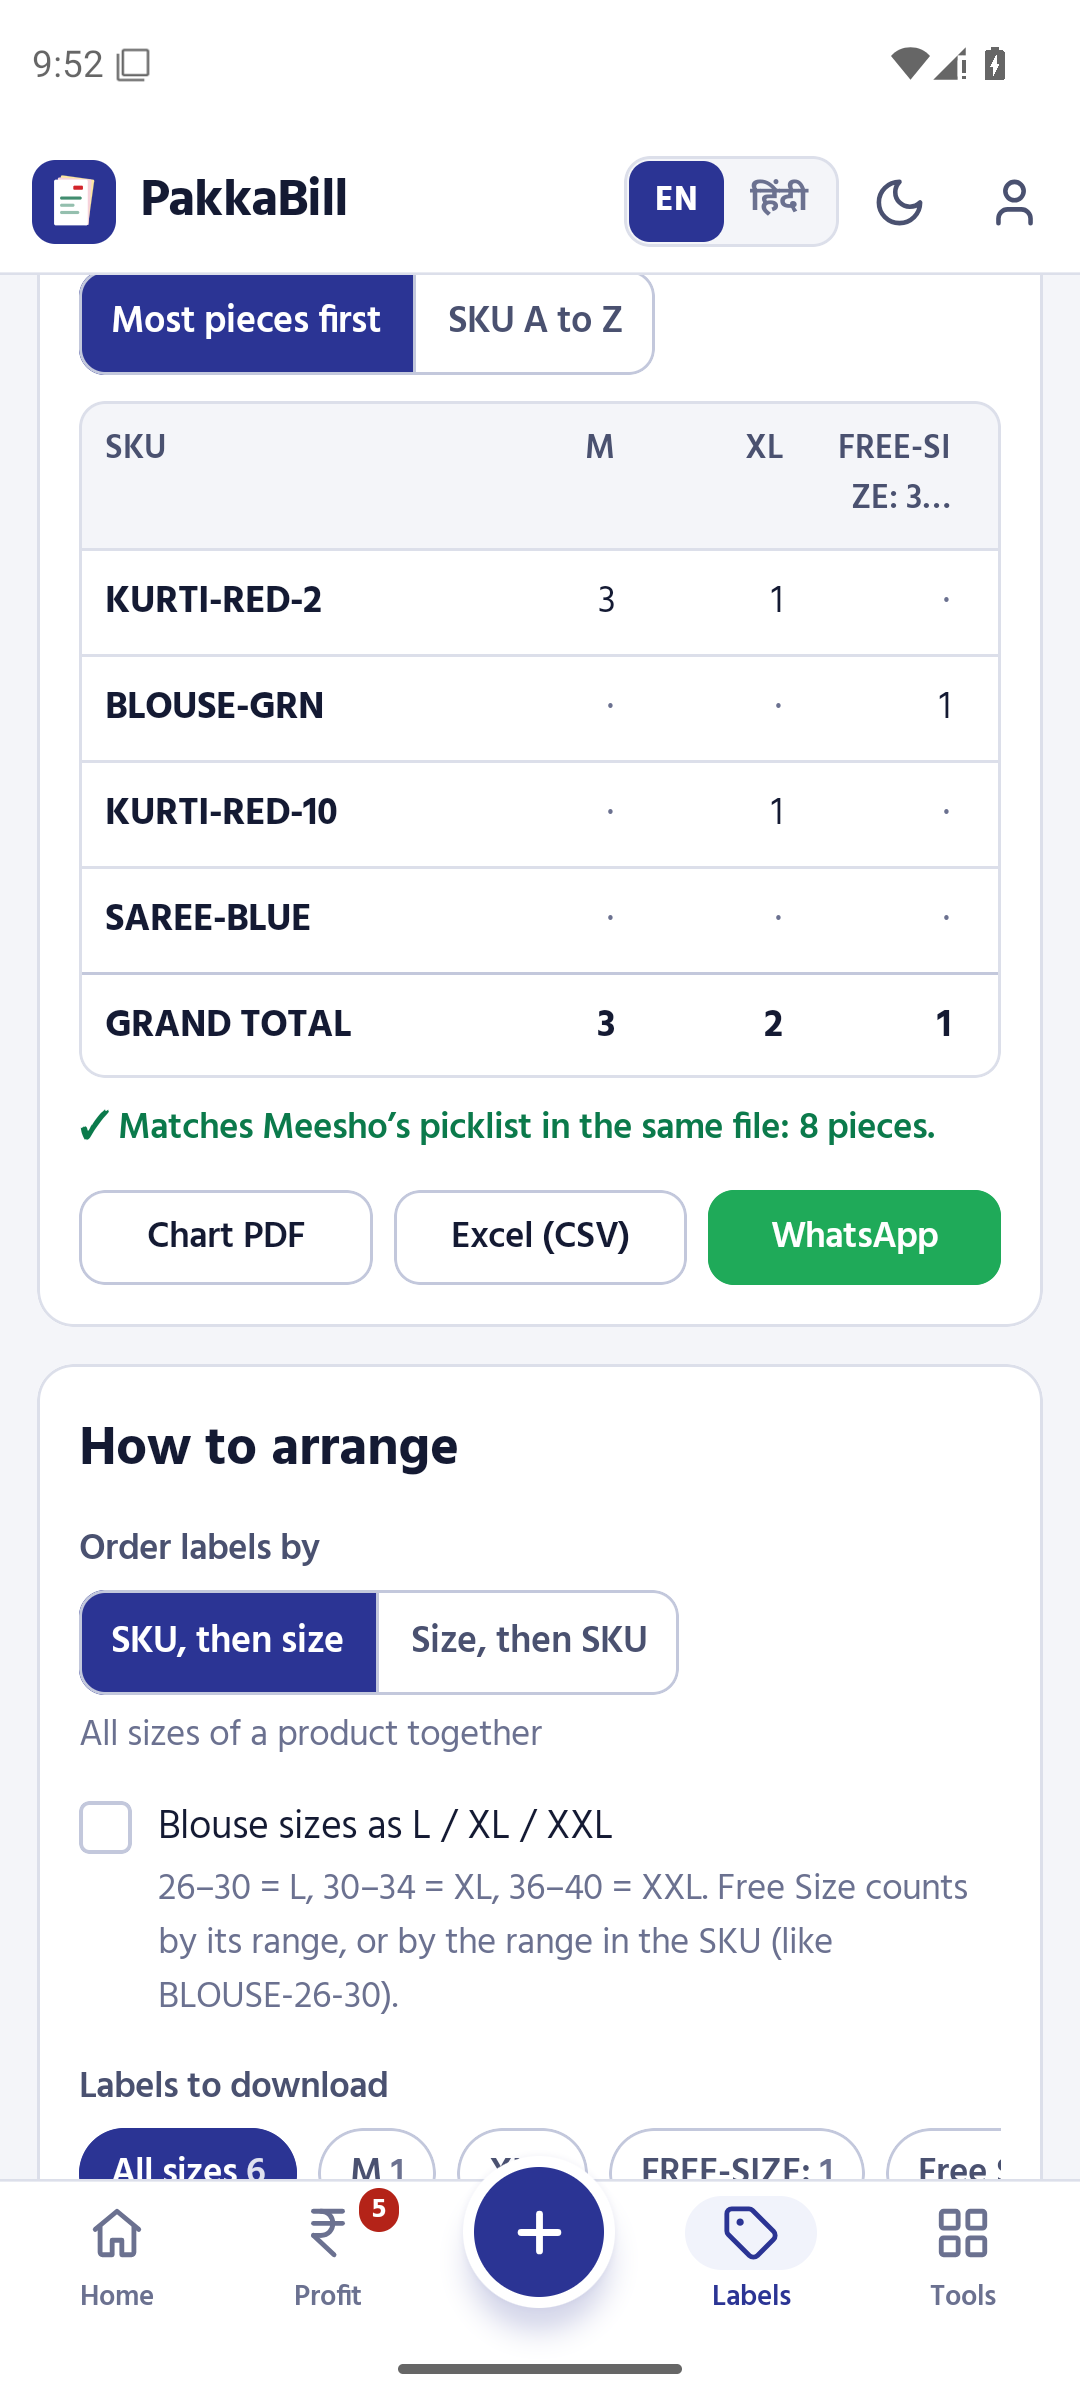 9:52
PakkaBill
EN हिंदी
Most pieces first SKU A to Z
SKU M XL FREE-SI
ZE: 3...
KURTI-RED-2 3 1 ·
BLOUSE-GRN · · 1
KURTI-RED-10 · 1 ·
SAREE-BLUE · · ·
GRAND TOTAL 3 2 1
✓ Matches Meesho’s picklist in the same file: 8 pieces.
Chart PDF Excel (CSV) WhatsApp
How to arrange
Order labels by
SKU, then size Size, then SKU
All sizes of a product together
Blouse sizes as L / XL / XXL
26–30 = L, 30–34 = XL, 36–40 = XXL. Free Size counts
by its range, or by the range in the SKU (like
BLOUSE-26-30).
Labels to download
All sizes 6 M 1 FREE-SIZE: 1 Free
5
Home Profit Labels Tools